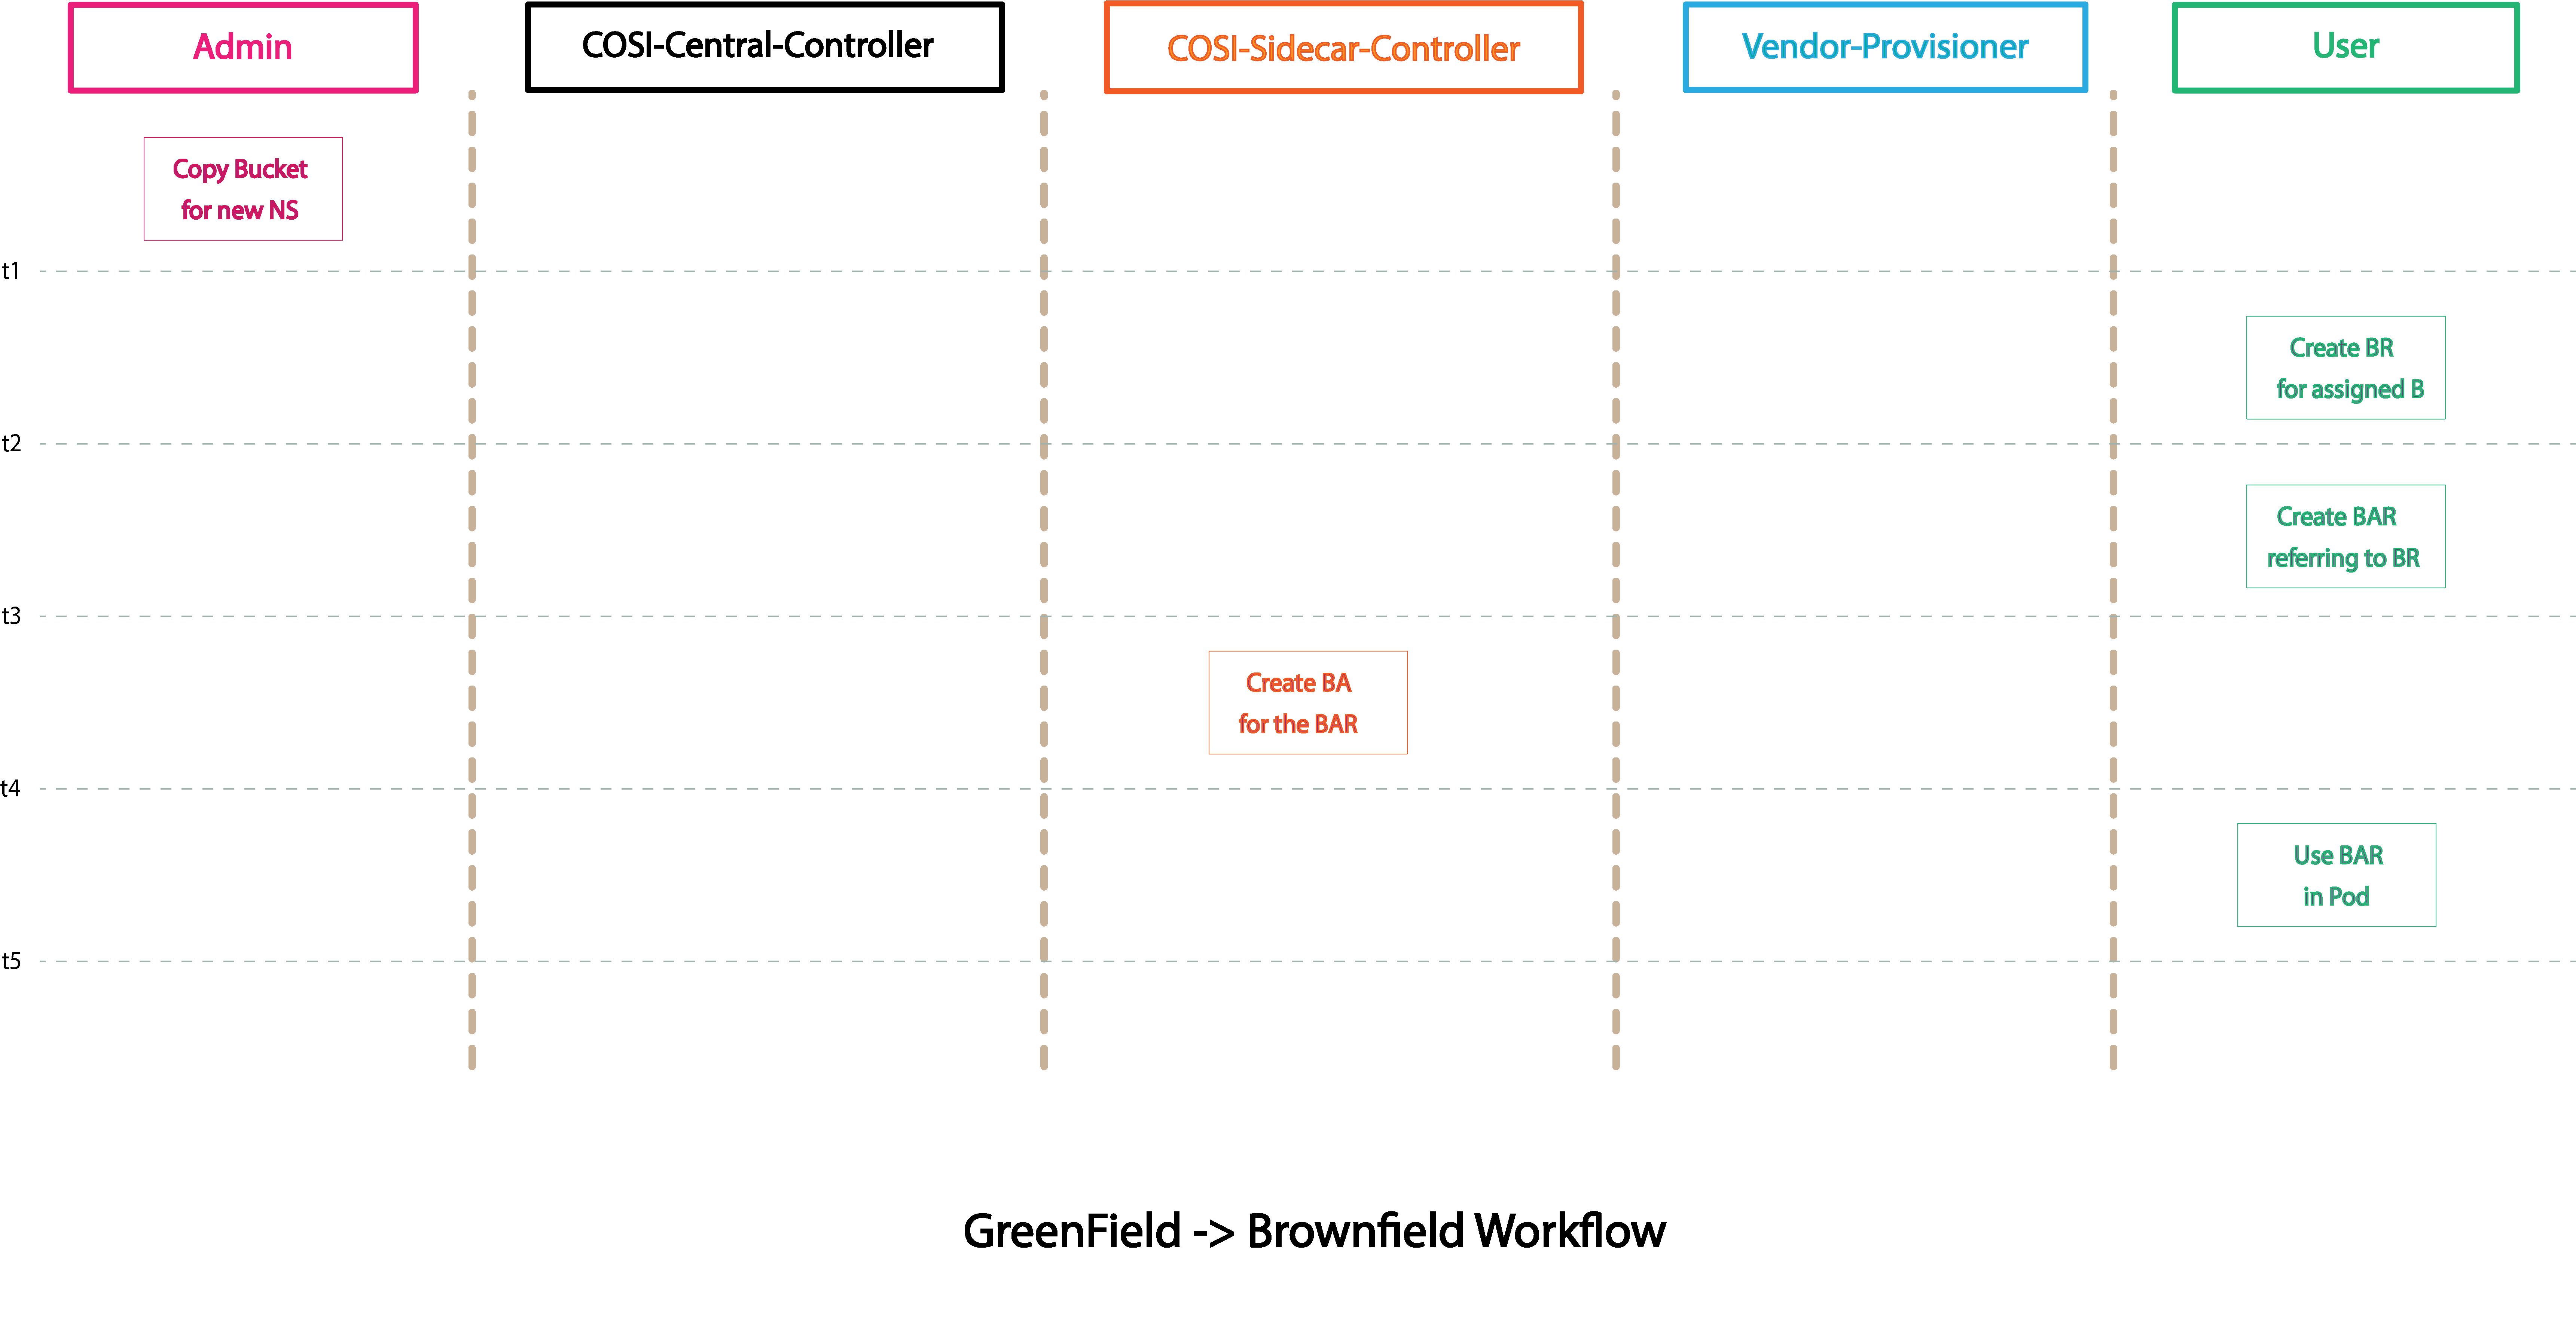 Admin
COSI-Central-Controller
COSI-Sidecar-Controller
Vendor-Provisioner
User
Copy Bucket
for new NS
t1
Create BR
for assigned B
t2
Create BAR
referring to BR
t3
Create BA
for the BAR
t4
Use BAR
in Pod
t5
GreenField -> Brownfield Workflow